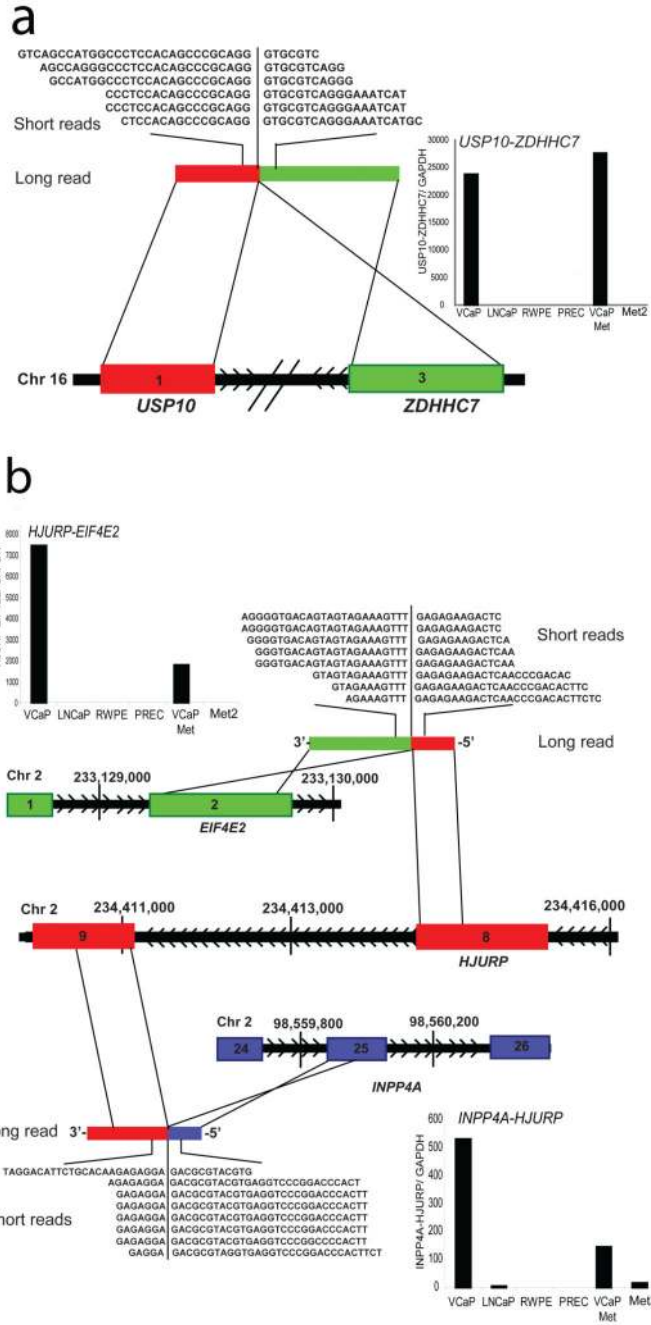 a
GTCAGCCATGGCCCTCCACAGCCCGCAGG GTGCGTC
AGCCAGGGCCCTCCACAGCCCGCAGG GTGCGTCAGG
GCCATGGCCCTCCACAGCCCGCAGG GTGCGTCAGGG
CCCTCCACAGCCCGCAGG GTGCGTCAGGGAAATCAT
CCCTCCACAGCCCGCAGG GTGCGTCAGGGAAATCAT
CTCCACAGCCCGCAGG GTGCGTCAGGGAAATCATGC
Short reads
Long read
USP10-ZDHHC7
USP10-ZDHHC7/ GAPDH
30000
25000
20000
15000
10000
5000
0
VCaP LNCaP RWPE PREC VCaP Met Met2
Chr 16
1
3
USP10
ZDHHC7
b
HJURP-EIF4E2
8000
7000
6000
5000
4000
3000
2000
1000
0
VCaP LNCaP RWPE PREC VCaP Met Met2
AGGGGTGACAGTAGTAGAAAGTTT GAGAGAAGACTC
AGGGGTGACAGTAGTAGAAAGTTT GAGAGAAGACTC
GGGGTGACAGTAGTAGAAAGTTT GAGAGAAGACTCA
GGGTGACAGTAGTAGAAAGTTT GAGAGAAGACTCAA
GGGTGACAGTAGTAGAAAGTTT GAGAGAAGACTCAA
GTAGTAGAAAGTTT GAGAGAAGACTCAACCCGACAC
GTAGAAAGTTT GAGAGAAGACTCAACCCGACACTTC
AGAAAGTTT GAGAGAAGACTCAACCCGACACTTCTC
Short reads
3'- -5'
Long read
Chr 2 233,129,000 233,130,000
1
2
EIF4E2
Chr 2 234,411,000 234,413,000 234,416,000
9
8
HJURP
Chr 2 98,559,800 98,560,200
24
25
26
INPP4A
ong read 3'- -5'
TAGGACATTCTGCACAAGAGAGGA GACGCGTACGTG
AGAGAGGA GACGCGTACGTGAGGTCCCGGACCCACT
GAGAGGA GACGCGTACGTGAGGTCCCGGACCCACTT
GAGAGGA GACGCGTACGTGAGGTCCCGGACCCACTT
GAGAGGA GACGCGTACGTGAGGTCCCGGACCCACTT
GAGAGGA GACGCGTACGTGAGGTCCCGGACCCACTT
GAGAGGA GACGCGTACGTGAGGTCCCGGCCCCACTT
GAGGA GACGCGTAGGTGAGGTCCCGGACCCACTTCT
hort reads
INPP4A-HJURP
INPP4A-HJURP/ GAPDH
600
500
400
300
200
100
0
VCaP LNCaP RWPE PREC VCaP Met Met